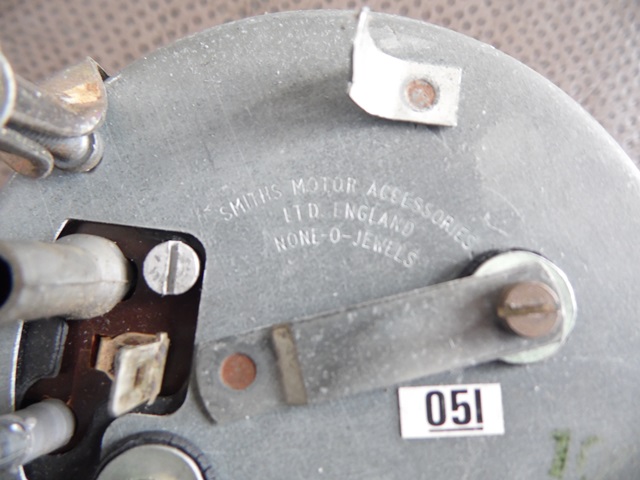 SMITHS MOTOR ACCESSORIES
LTD. ENGLAND
NONE-O-JEWELS
051